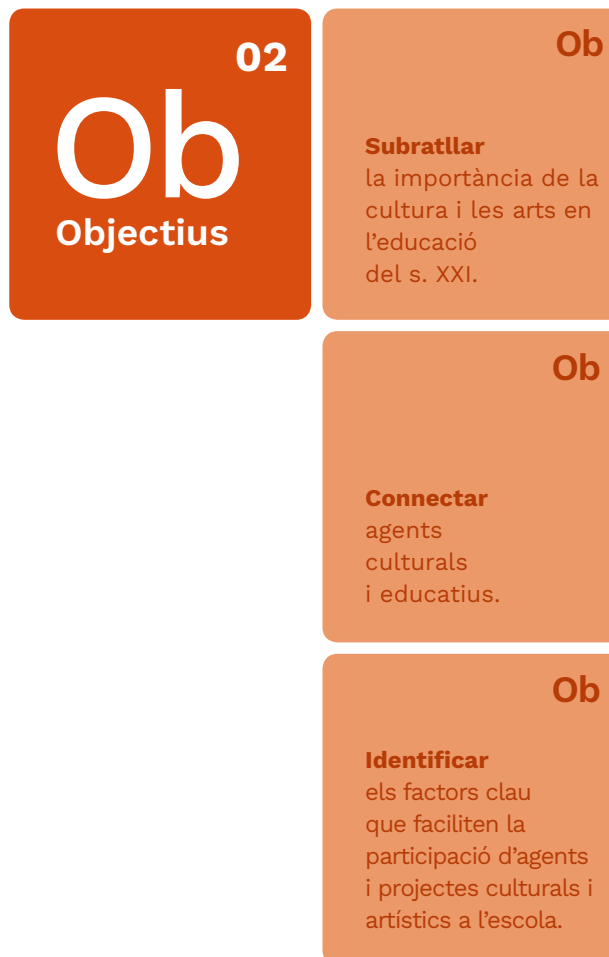 02
Ob
Objectius
Ob
Subratllar
la importància de la
cultura i les arts en
l’educació
del s. XXI.
Ob
Connectar
agents
culturals
i educatius.
Ob
Identificar
els factors clau
que faciliten la
participació d’agents
i projectes culturals i
artístics a l’escola.